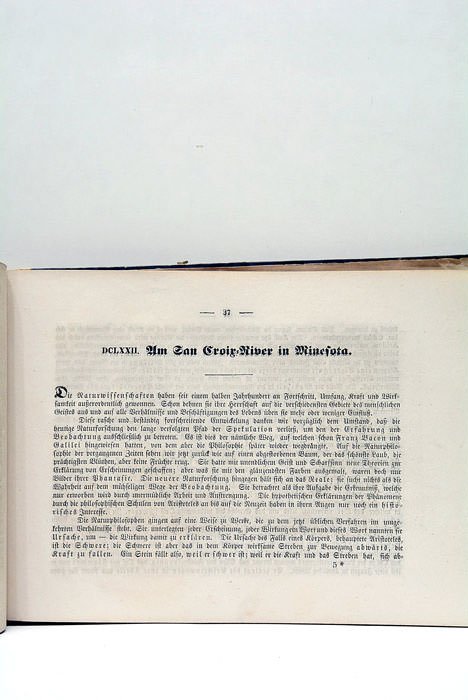 — 37 —
DCLXXII. Am San Croix-River in Minesota.
Die Naturwissenschaften haben seit einem halben Jahrhundert an Fortschritt, Umfang, Kraft und Wirk-
samkeit außerordentlich gewonnen. Schon dehnen sie ihre Herrschaft auf die verschiedensten Gebiete des menschlichen
Geistes aus und auf alle Verhältnisse und Beschäftigungen des Lebens üben sie mehr oder weniger Einfluß.
Diese rasche und beständig fortschreitende Entwickelung danken wir vorzüglich dem Umstand, daß die
heutige Naturforschung den lange verfolgten Pfad der Spekulation verließ, um den der Erfahrung und
Beobachtung ausschließlich zu betreten. Es ist dies der nämliche Weg, auf welchen schon Franz Bacon und
Galilei hingewiesen hatten, von dem aber die Philosophie später wieder wegdrängte. Auf die Naturphilo-
sophie der vergangenen Zeiten sehen wir jetzt zurück wie auf einen abgestorbenen Baum, der das schönste Laub, die
prächtigsten Blüthen, aber keine Früchte trug. Sie hatte mit unendlichem Geist und Scharfsinn neue Theorien zur
Erklärung von Erscheinungen geschaffen; aber was sie mit den glänzendsten Farben ausgemalt, waren doch nur
Bilder ihrer Phantasie. Die neuere Naturforschung hingegen hält sich an das Reale; sie sucht nichts als die
Wahrheit auf dem mühseligen Wege der Beobachtung. Sie betrachtet als ihre Aufgabe die Erkenntniß, welche
nur erworben wird durch unermüdliche Arbeit und Anstrengung. Die hypothetischen Erklärungen der Phänomene
durch die philosophischen Schulen von Aristoteles an bis auf die Neuzeit haben in ihren Augen nur noch ein histo-
risches Interesse.
Die Naturphilosophen gingen auf eine Weise zu Werke, die zu dem jetzt üblichen Verfahren im umge-
kehrten Verhältnisse steht. Sie unterlegten jeder Erscheinung, jeder Wirkung ein Wort und dieses Wort nannten sie
Ursache, um — die Wirkung damit zu erklären. Die Ursache des Falls eines Körpers, behauptete Aristoteles,
ist die Schwere; die Schwere ist aber das in dem Körper wirksame Streben zur Bewegung abwärts, die
Kraft zu fallen. Ein Stein fällt also, weil er schwer ist; weil er die Kraft und das Streben hat, sich ab-
5 *